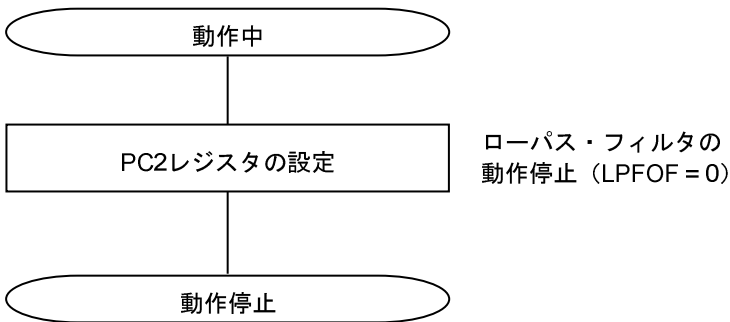 動作中
PC2レジスタの設定
ローパス・フィルタの
動作停止（LPFOF = 0）
動作停止